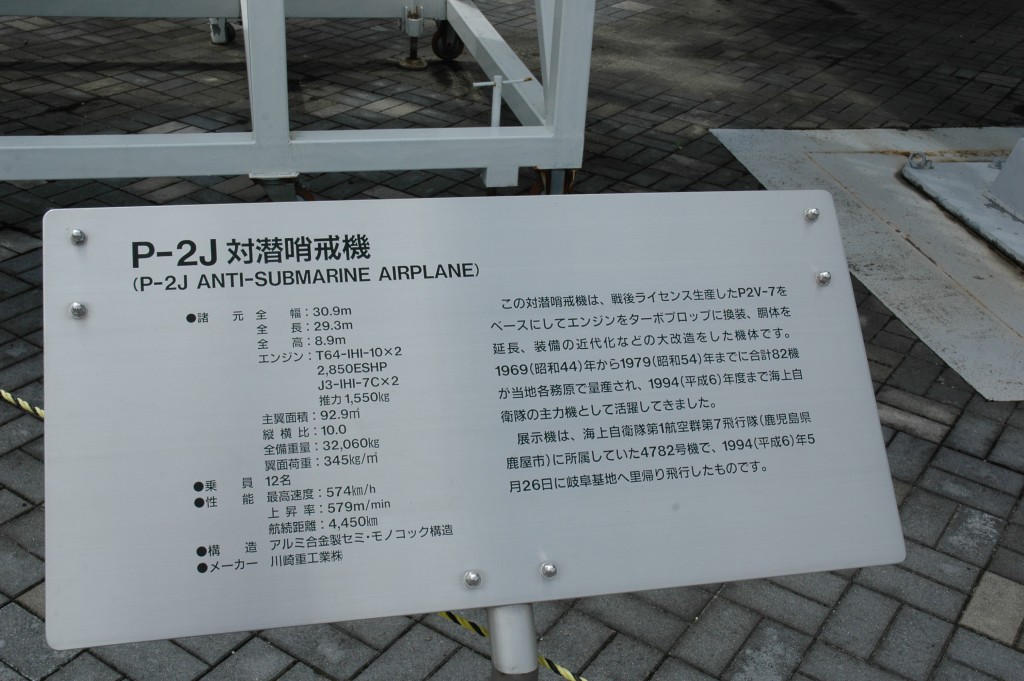 P-2J 対潜哨戒機
(P-2J ANTI-SUBMARINE AIRPLANE)
●諸 元 全 幅：30.9m
全 長：29.3m
全 高：8.9m
エンジン：T64-IHI-10×2
2,850ESHP
J3-IHI-7C×2
推力1,550㎏
主翼面積：92.9㎡
縦 横 比：10.0
全備重量：32,060㎏
翼面荷重：345㎏/㎡
●乗 員 12名
●性 能 最高速度：574㎞/h
上 昇 率：579m/min
航続距離：4,450㎞
●構 造 アルミ合金製セミ・モノコック構造
●メーカー 川崎重工業㈱
この対潜哨戒機は、戦後ライセンス生産したP2V-7を
ベースにしてエンジンをターボプロップに換装、胴体を
延長、装備の近代化などの大改造をした機体です。
1969(昭和44)年から1979(昭和54)年までに合計82機
が当地各務原で量産され、1994(平成6)年度まで海上自
衛隊の主力機として活躍してきました。
展示機は、海上自衛隊第1航空群第7飛行隊(鹿児島県
鹿屋市)に所属していた4782号機で、1994(平成6)年5
月26日に岐阜基地へ里帰り飛行したものです。